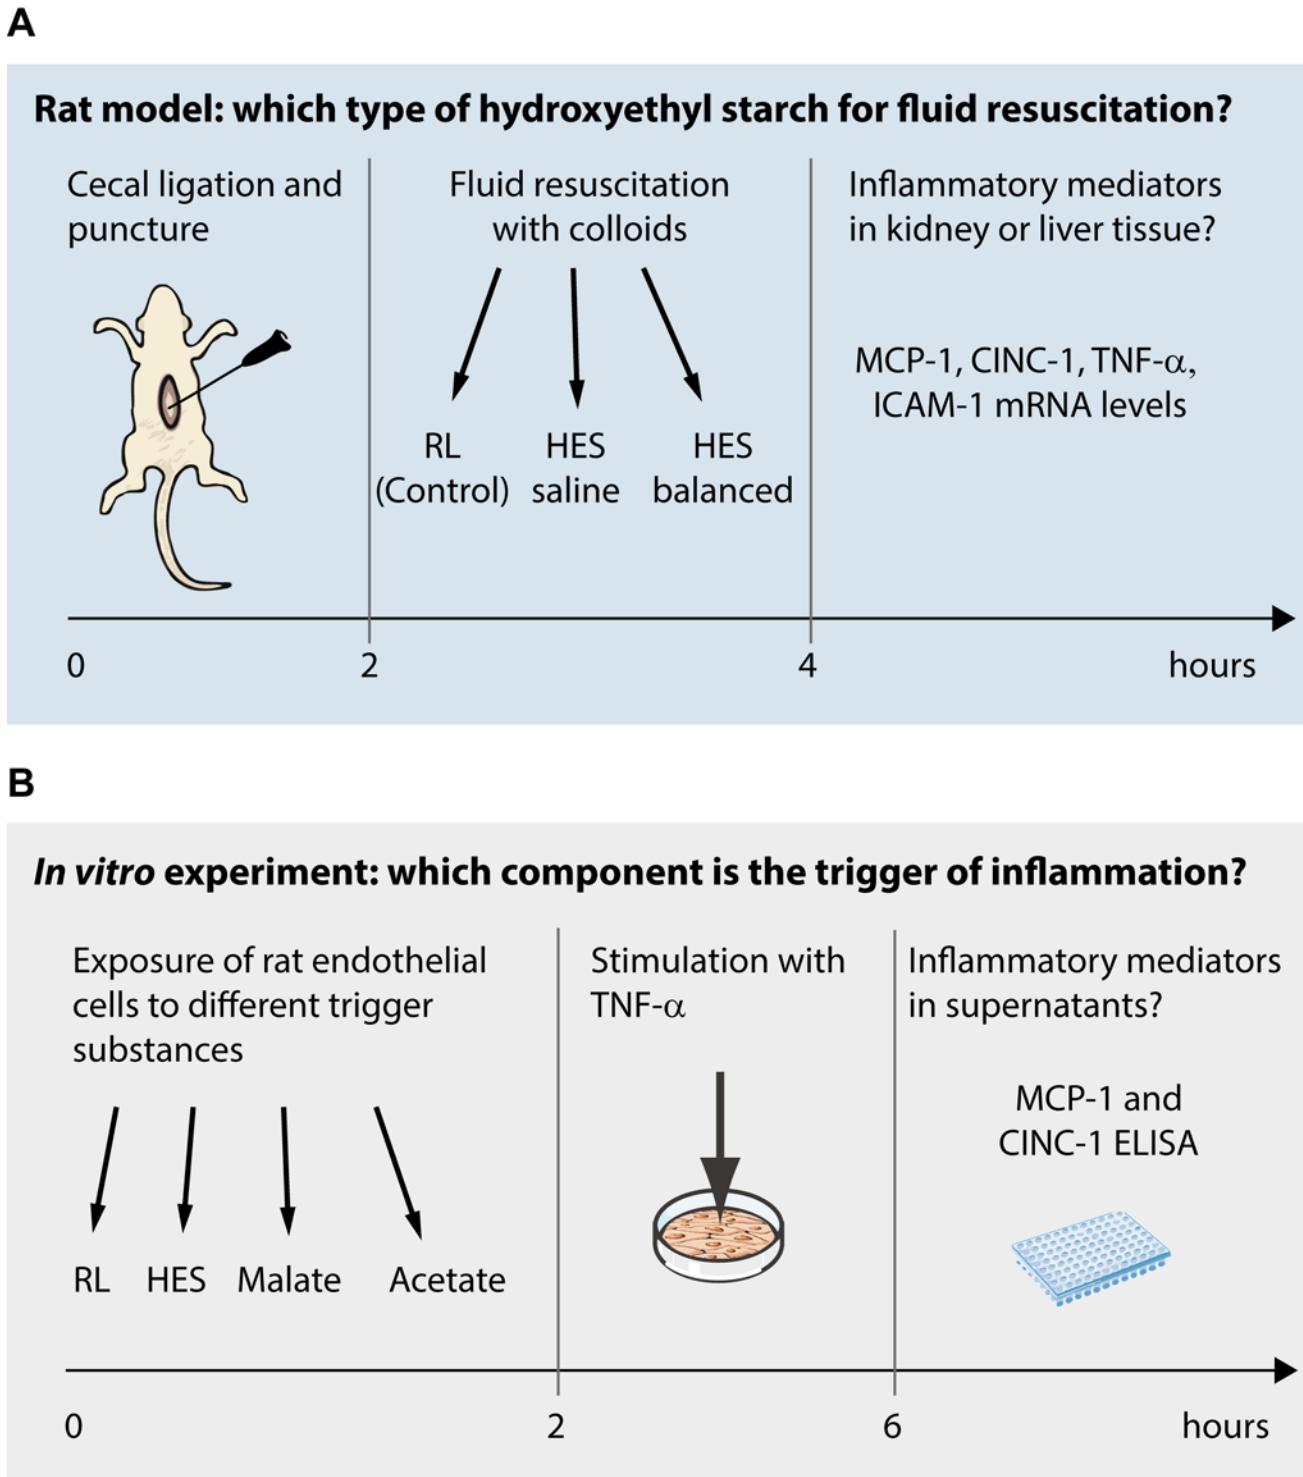 A
Rat model: which type of hydroxyethyl starch for fluid resuscitation?
Cecal ligation and
puncture
Fluid resuscitation
with colloids
RL
(Control)
HES
saline
HES
balanced
Inflammatory mediators
in kidney or liver tissue?
MCP-1, CINC-1, TNF-α,
ICAM-1 mRNA levels
0
2
4
hours
B
In vitro experiment: which component is the trigger of inflammation?
Exposure of rat endothelial
cells to different trigger
substances
RL
HES
Malate
Acetate
Stimulation with
TNF-α
Inflammatory mediators
in supernatants?
MCP-1 and
CINC-1 ELISA
0
2
6
hours